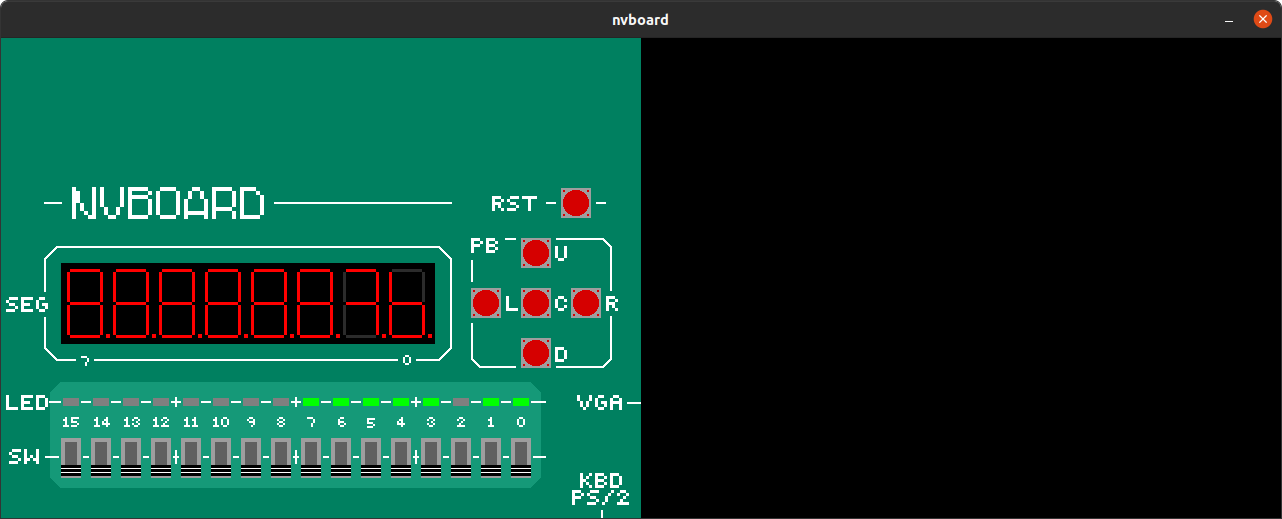 nvboard
NVBOARD
RST
PB U
SEG L C R
7 0 D
LED VGA
15 14 13 12 11 10 9 8 7 6 5 4 3 2 1 0
SW
KBD
PS/2